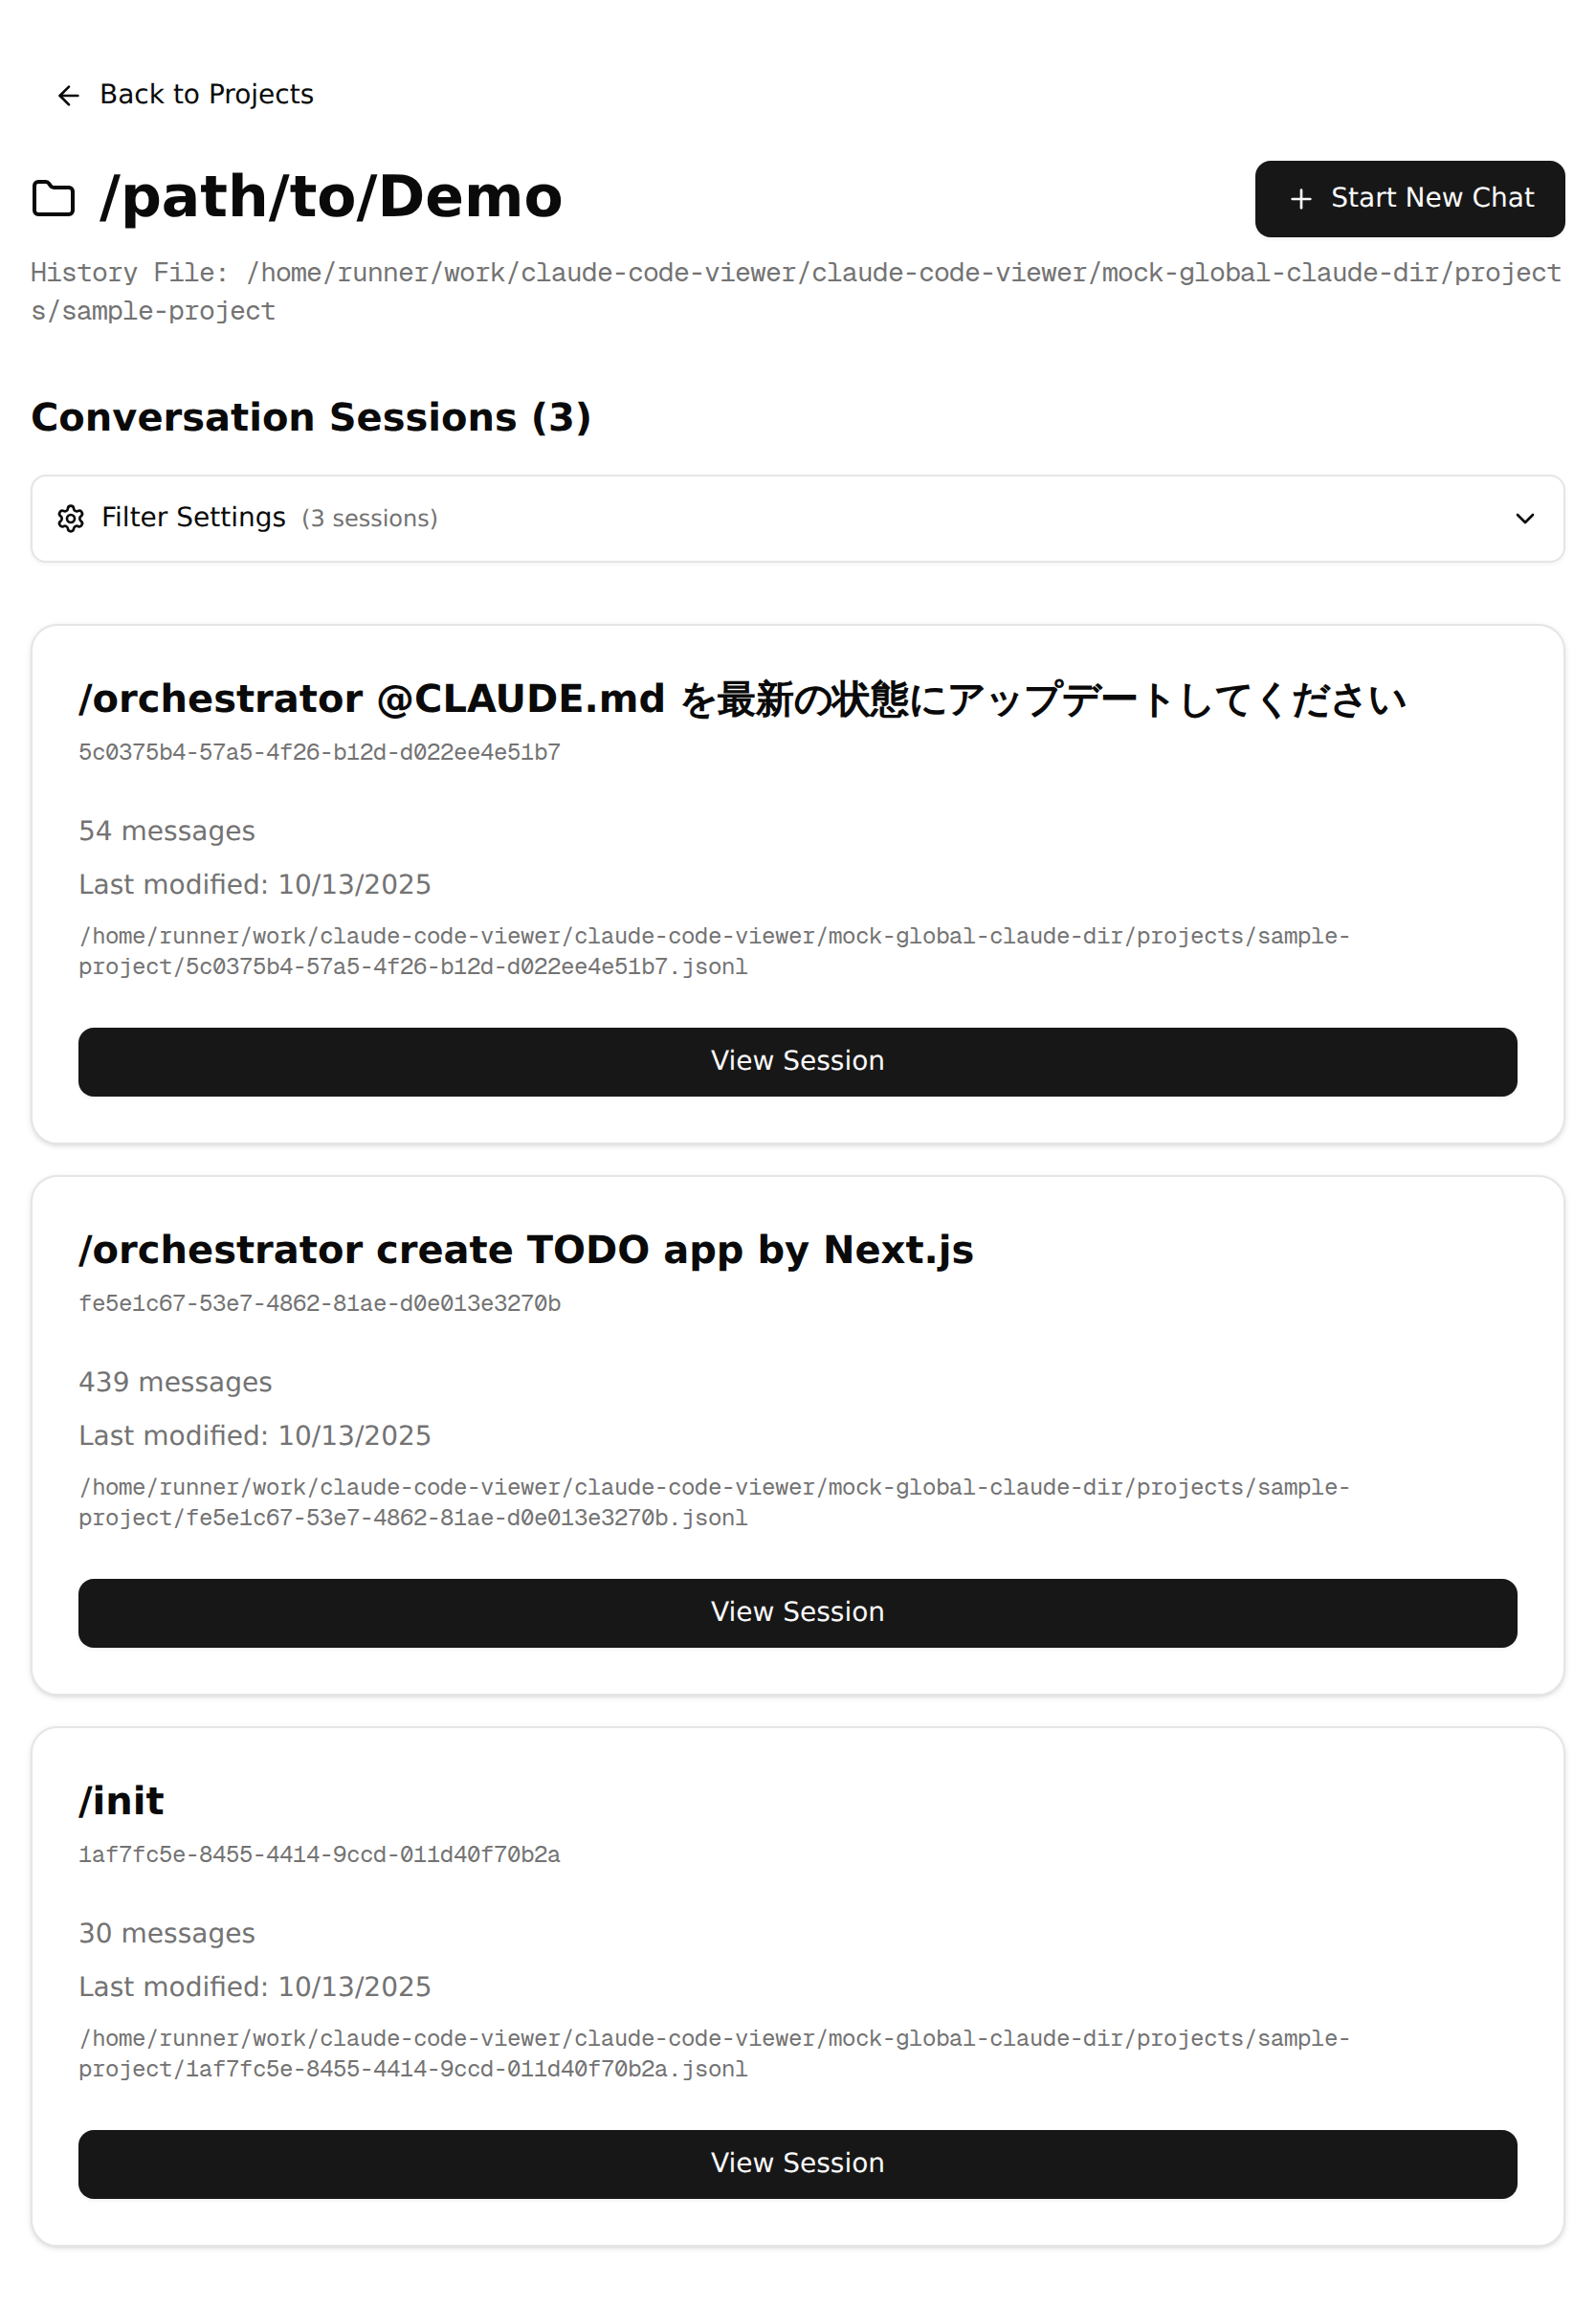 Back to Projects
/path/to/Demo
Start New Chat
History File: /home/runner/work/claude-code-viewer/claude-code-viewer/mock-global-claude-dir/project
s/sample-project
Conversation Sessions (3)
Filter Settings (3 sessions)
/orchestrator @CLAUDE.md を最新の状態にアップデートしてください
5c0375b4-57a5-4f26-b12d-d022ee4e51b7
54 messages
Last modified: 10/13/2025
/home/runner/work/claude-code-viewer/claude-code-viewer/mock-global-claude-dir/projects/sample-
project/5c0375b4-57a5-4f26-b12d-d022ee4e51b7.jsonl
View Session
/orchestrator create TODO app by Next.js
fe5e1c67-53e7-4862-81ae-d0e013e3270b
439 messages
Last modified: 10/13/2025
/home/runner/work/claude-code-viewer/claude-code-viewer/mock-global-claude-dir/projects/sample-
project/fe5e1c67-53e7-4862-81ae-d0e013e3270b.jsonl
View Session
/init
1af7fc5e-8455-4414-9ccd-011d40f70b2a
30 messages
Last modified: 10/13/2025
/home/runner/work/claude-code-viewer/claude-code-viewer/mock-global-claude-dir/projects/sample-
project/1af7fc5e-8455-4414-9ccd-011d40f70b2a.jsonl
View Session